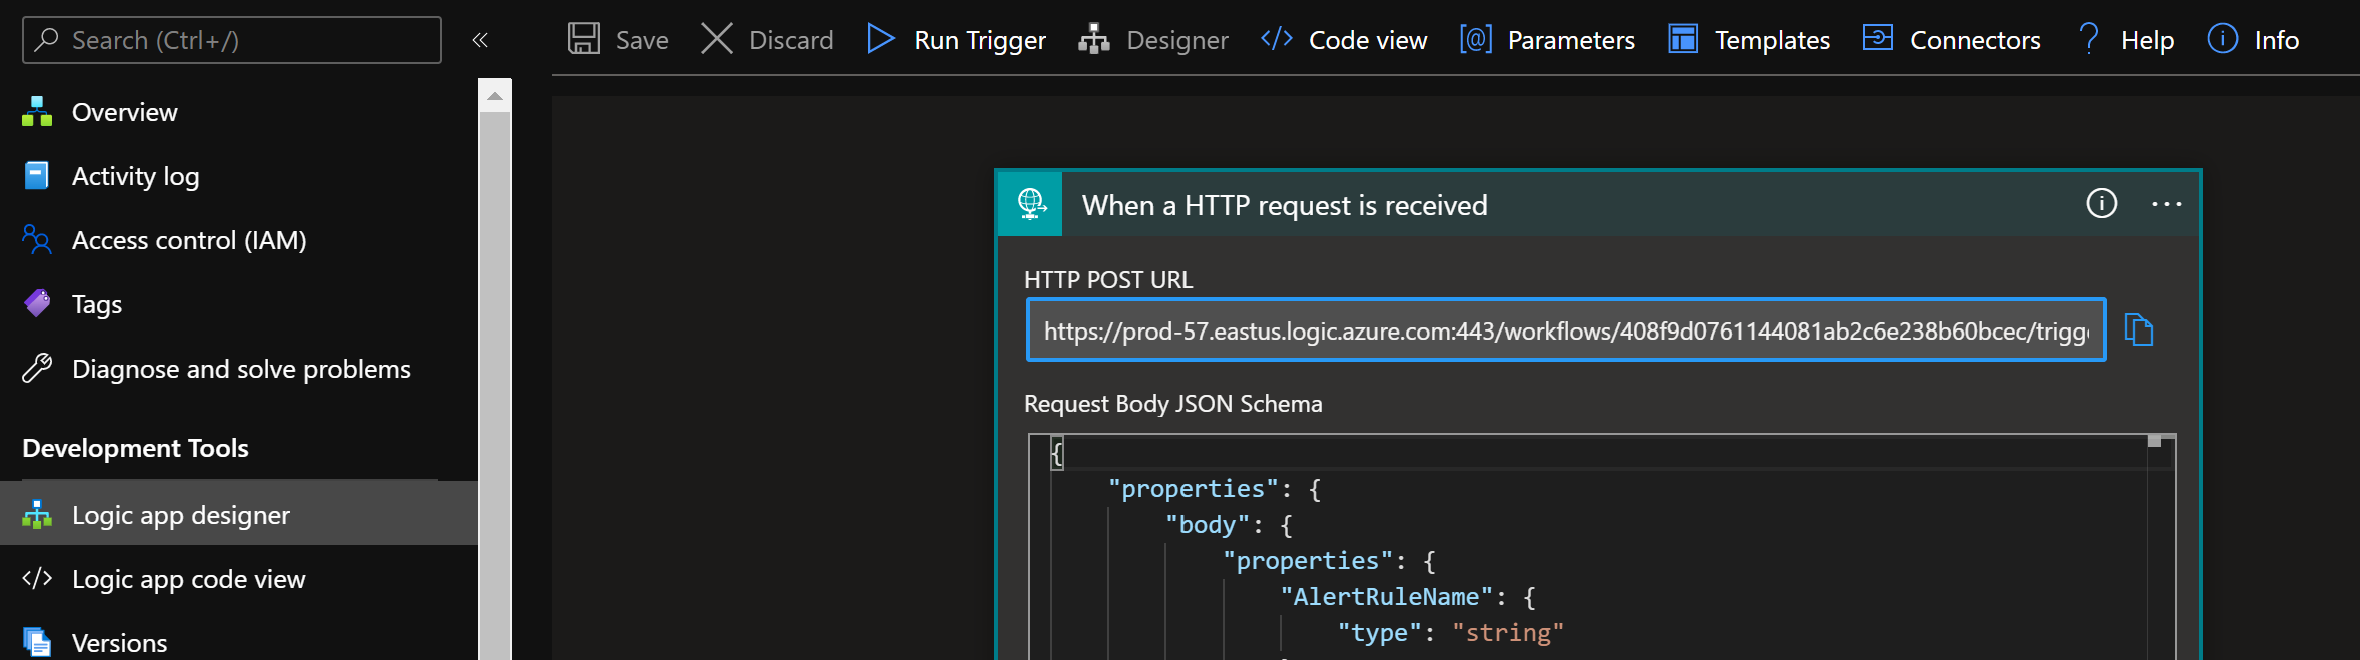 Search (Ctrl+/)
«
Save
Discard
Run Trigger
Designer
Code view
[@] Parameters
Templates
Connectors
? Help
Info
Overview
Activity log
Access control (IAM)
Tags
Diagnose and solve problems
Development Tools
Logic app designer
</> Logic app code view
Versions
When a HTTP request is received
HTTP POST URL
https://prod-57.eastus.logic.azure.com:443/workflows/408f9d0761144081ab2c6e238b60bcec/trigg
Request Body JSON Schema
{
"properties": {
"body": {
"properties": {
"AlertRuleName": {
"type": "string"